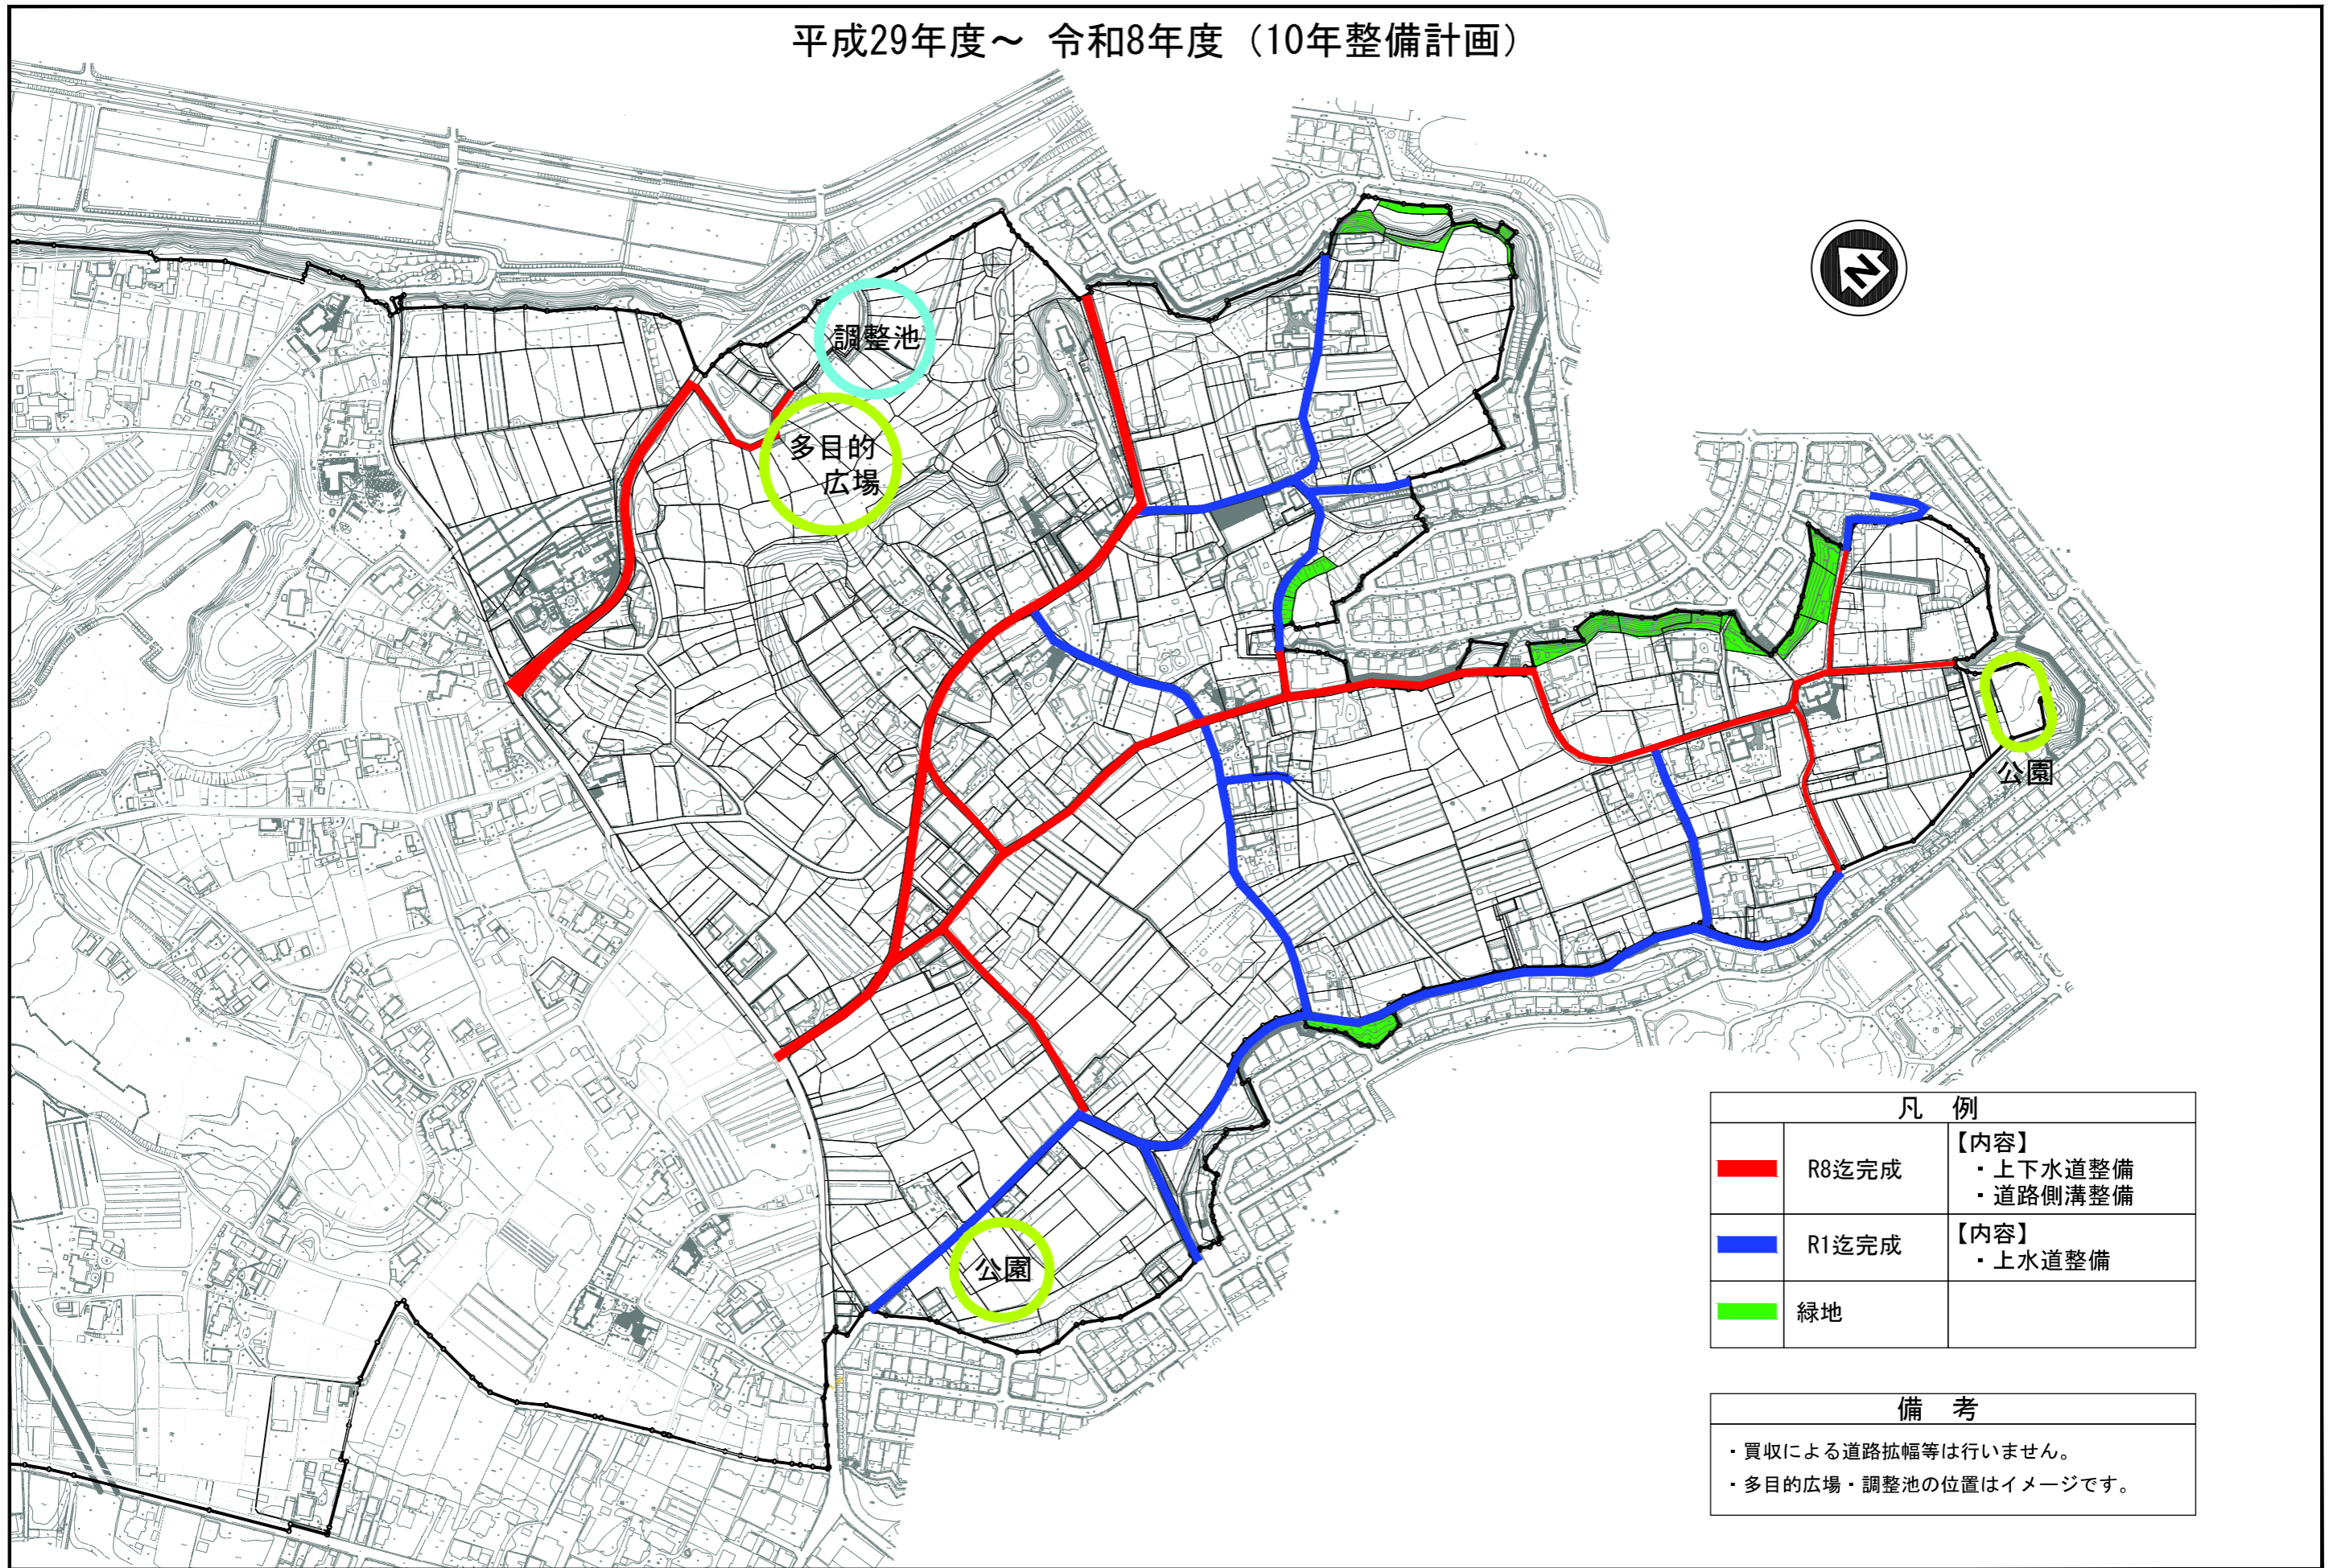 平成29年度～ 令和8年度（10年整備計画）
N
調整池
多目的
広場
公園
公園
凡 例
R8迄完成
【内容】
・上下水道整備
・道路側溝整備
R1迄完成
【内容】
・上水道整備
緑地
備 考
・買収による道路拡幅等は行いません。
・多目的広場・調整池の位置はイメージです。